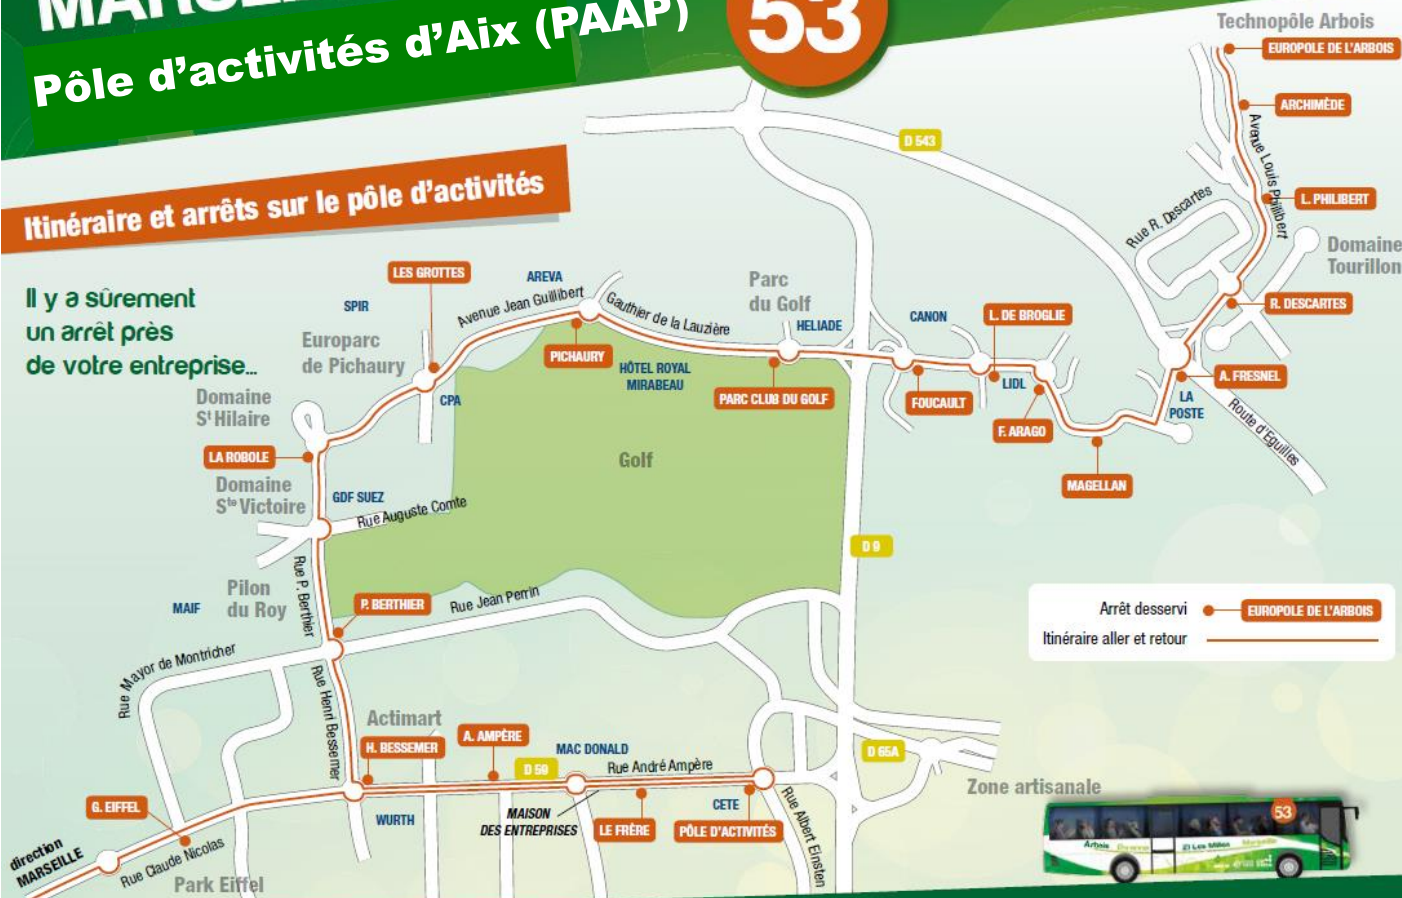 Pôle d'activités d'Aix (PAAP)
53
Itinéraire et arrêts sur le pôle d'activités
Il y a sûrement
un arrêt près
de votre entreprise...
Technopôle Arbois
EUROPOLE DE L'ARBOIS
ARCHIMÈDE
Avenue Louis Philibert
L. PHILIBERT
D 543
Rue R. Descartes
Domaine
Tourillon
R. DESCARTES
A. FRESNEL
LA
POSTE
Route d'Eguilles
LES GROTTES
AREVA
SPIR
Avenue Jean Guillibert
Gauthier de la Lauzière
Parc
du Golf
HELIADE
CANON
L. DE BROGLIE
Europarc
de Pichaury
PICHAURY
HÔTEL ROYAL
MIRABEAU
PARC CLUB DU GOLF
FOUCAULT
LIDL
F. ARAGO
MAGELLAN
CPA
Domaine
St Hilaire
LA ROBOLE
Golf
Domaine
Ste Victoire
GDF SUEZ
Rue Auguste Comte
D 9
Rue P. Berthier
Pilon
du Roy
MAIF
P. BERTHIER
Rue Jean Perrin
Arrêt desservi
EUROPOLE DE L'ARBOIS
Itinéraire aller et retour
Rue Mayor de Montricher
Rue Henri Bessemer
Actimart
H. BESSEMER
A. AMPÈRE
MAC DONALD
D 59
Rue André Ampère
D 65A
Zone artisanale
G. EIFFEL
WURTH
MAISON
DES ENTREPRISES
LE FRÈRE
CETE
PÔLE D'ACTIVITÉS
Rue Albert Einsten
direction
MARSEILLE
Rue Claude Nicolas
Park Eiffel
53
Arbois
ZI Les Milles
Marseille